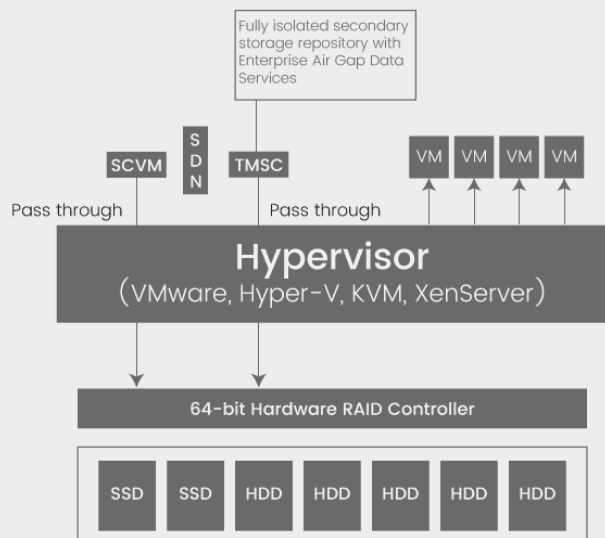 Fully isolated secondary
storage repository with
Enterprise Air Gap Data
Services
SCVM
SDN
TMSC
VM
VM
VM
VM
Pass through
Pass through
Hypervisor
(VMware, Hyper-V, KVM, XenServer)
64-bit Hardware RAID Controller
SSD
SSD
HDD
HDD
HDD
HDD
HDD